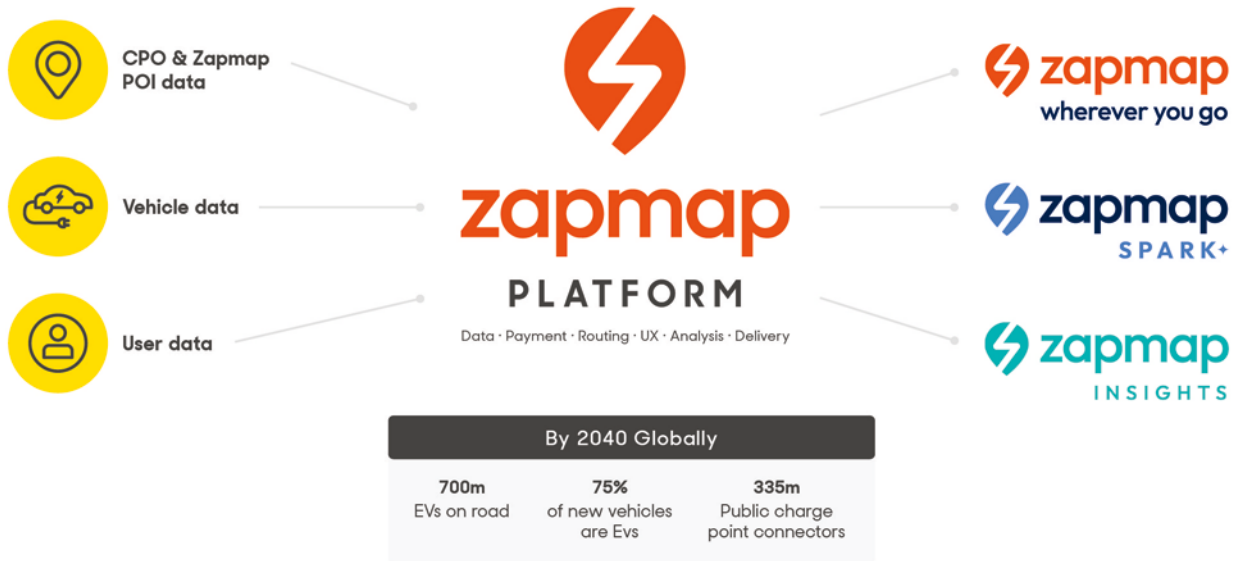 CPO & Zapmap
POI data
Vehicle data
User data
zapmap
PLATFORM
Data · Payment · Routing · UX · Analysis · Delivery
zapmap
wherever you go
zapmap
SPARK+
zapmap
INSIGHTS
By 2040 Globally
700m
EVs on road
75%
of new vehicles
are Evs
335m
Public charge
point connectors